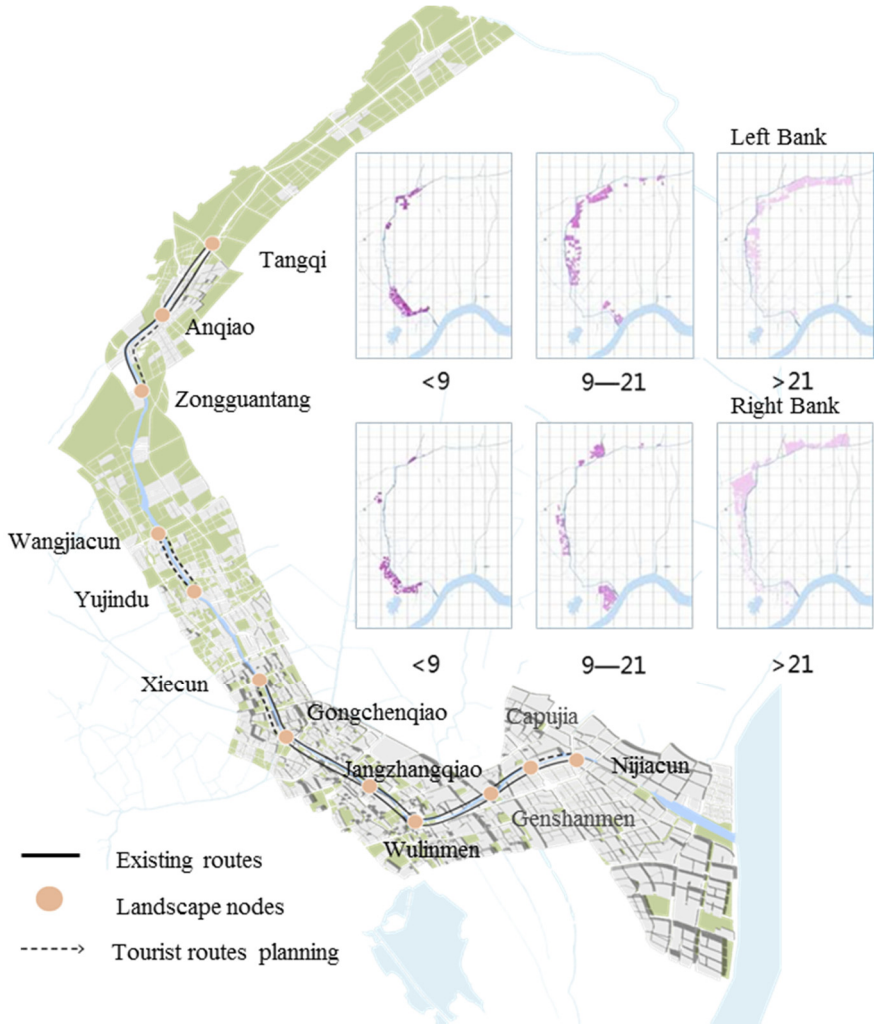 Left Bank
Tangqi
Anqiao
<9
9—21
>21
Zongguantang
Right Bank
Wangjiacun
Yujindu
<9
9—21
>21
Xiecun
Gongchenqiao
Capujia
Jangzhangqiao
Nijiacun
Genshanmen
Wulinmen
Existing routes
Landscape nodes
Tourist routes planning